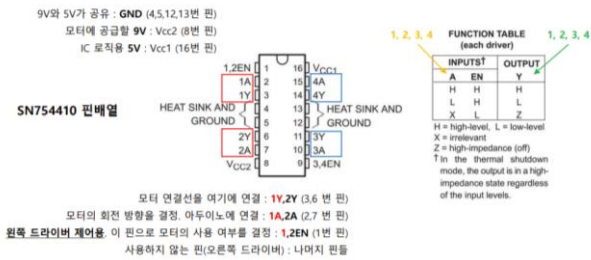 9V와 5V가 공유 : GND (4,5,12,13번 핀)
모터에 공급할 9V : Vcc2 (8번 핀)
IC 로직용 5V : Vcc1 (16번 핀)
SN754410 핀배열
1,2EN 1 16 VCC1
1A 2 15 4A
1Y 3 14 4Y
HEAT SINK AND 4 13 HEAT SINK AND
GROUND 5 12 GROUND
2Y 6 11 3Y
2A 7 10 3A
VCC2 8 9 3,4EN
1, 2, 3, 4 1, 2, 3, 4
FUNCTION TABLE
(each driver)
INPUTS† OUTPUT
A EN Y
H H H
L H L
X L Z
H = high-level, L = low-level
X = irrelevant
Z = high-impedance (off)
† In the thermal shutdown
mode, the output is in a high-
impedance state regardless
of the input levels.
모터 연결선을 여기에 연결 : 1Y,2Y (3,6 번 핀)
모터의 회전 방향을 결정. 아두이노에 연결 : 1A,2A (2,7 번 핀)
왼쪽 드라이버 제어용. 이 핀으로 모터의 사용 여부를 결정 : 1,2EN (1번 핀)
사용하지 않는 핀(오른쪽 드라이버) : 나머지 핀들